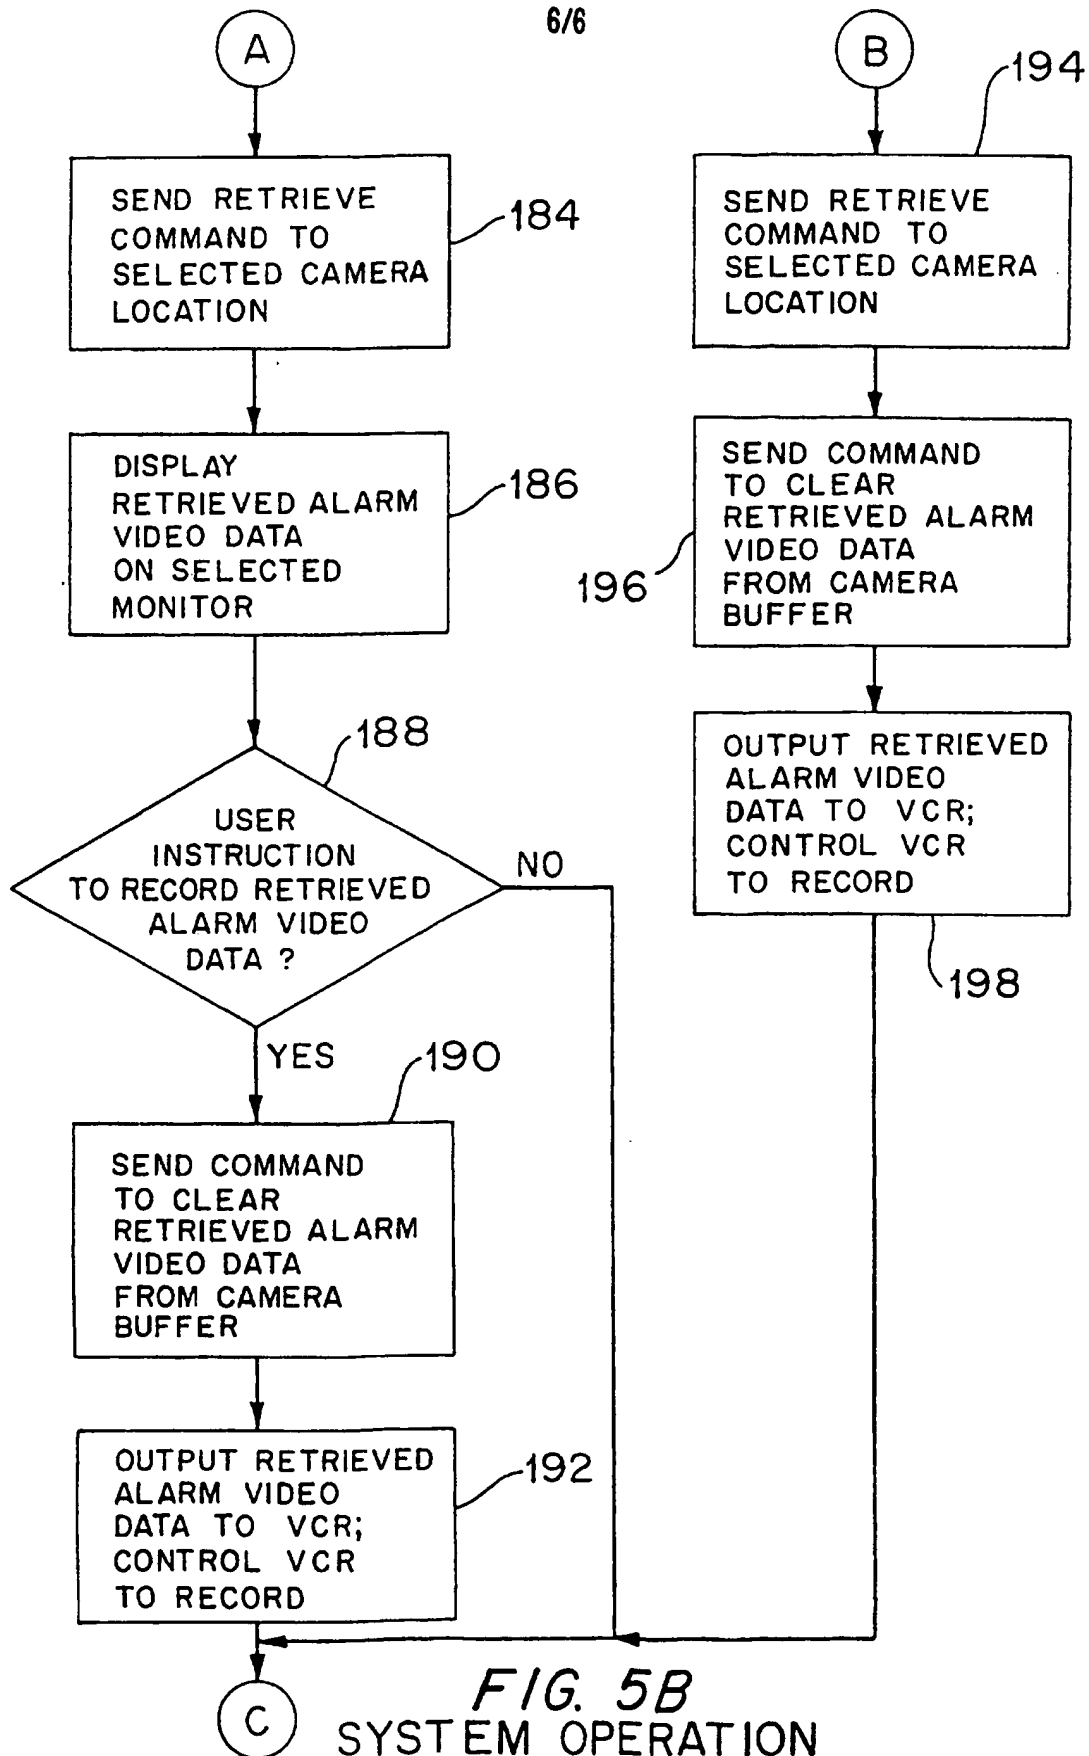 6/6
A
SEND RETRIEVE
COMMAND TO
SELECTED CAMERA
LOCATION
184
DISPLAY
RETRIEVED ALARM
VIDEO DATA
ON SELECTED
MONITOR
186
188
USER
INSTRUCTION
TO RECORD RETRIEVED
ALARM VIDEO
DATA ?
NO
YES
190
SEND COMMAND
TO CLEAR
RETRIEVED ALARM
VIDEO DATA
FROM CAMERA
BUFFER
OUTPUT RETRIEVED
ALARM VIDEO
DATA TO VCR;
CONTROL VCR
TO RECORD
192
C
B
194
SEND RETRIEVE
COMMAND TO
SELECTED CAMERA
LOCATION
SEND COMMAND
TO CLEAR
RETRIEVED ALARM
VIDEO DATA
FROM CAMERA
BUFFER
196
OUTPUT RETRIEVED
ALARM VIDEO
DATA TO VCR;
CONTROL VCR
TO RECORD
198
FIG. 5B
SYSTEM OPERATION